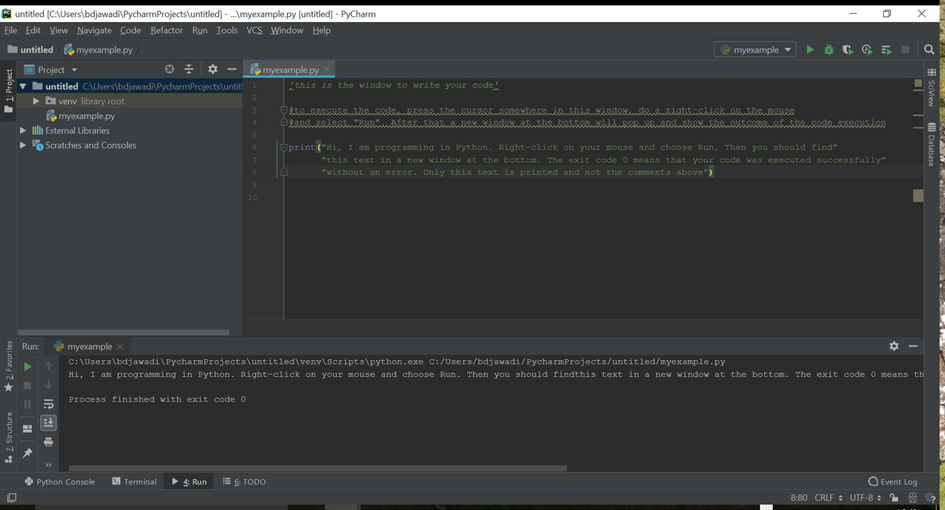 untitled [C:\Users\bdjawadi\PycharmProjects\untitled] - ...\myexample.py [untitled] - PyCharm
File Edit View Navigate Code Refactor Run Tools VCS Window Help
untitled myexample.py
myexample
Project
myexample.py
1: Project
untitled C:\Users\bdjawadi\PycharmProjects\untitl
venv library root
myexample.py
External Libraries
Scratches and Consoles
1 'this is the window to write your code'
2
3 #to execute the code, press the cursor somewhere in this window, do a right-click on the mouse
4 #and select "Run". After that a new window at the bottom will pop up and show the outcome of the code execution
5
6 print("Hi, I am programming in Python. Right-click on your mouse and choose Run. Then you should find"
7 "this text in a new window at the bottom. The exit code 0 means that your code was executed successfully"
8 "without an error. Only this text is printed and not the comments above")
9
10
SciView
Database
Run: myexample
C:\Users\bdjawadi\PycharmProjects\untitled\venv\Scripts\python.exe C:/Users/bdjawadi/PycharmProjects/untitled/myexample.py
Hi, I am programming in Python. Right-click on your mouse and choose Run. Then you should findthis text in a new window at the bottom. The exit code 0 means th
Process finished with exit code 0
2: Favorites
7: Structure
Python Console Terminal 4: Run 6: TODO Event Log
8:80 CRLF UTF-8